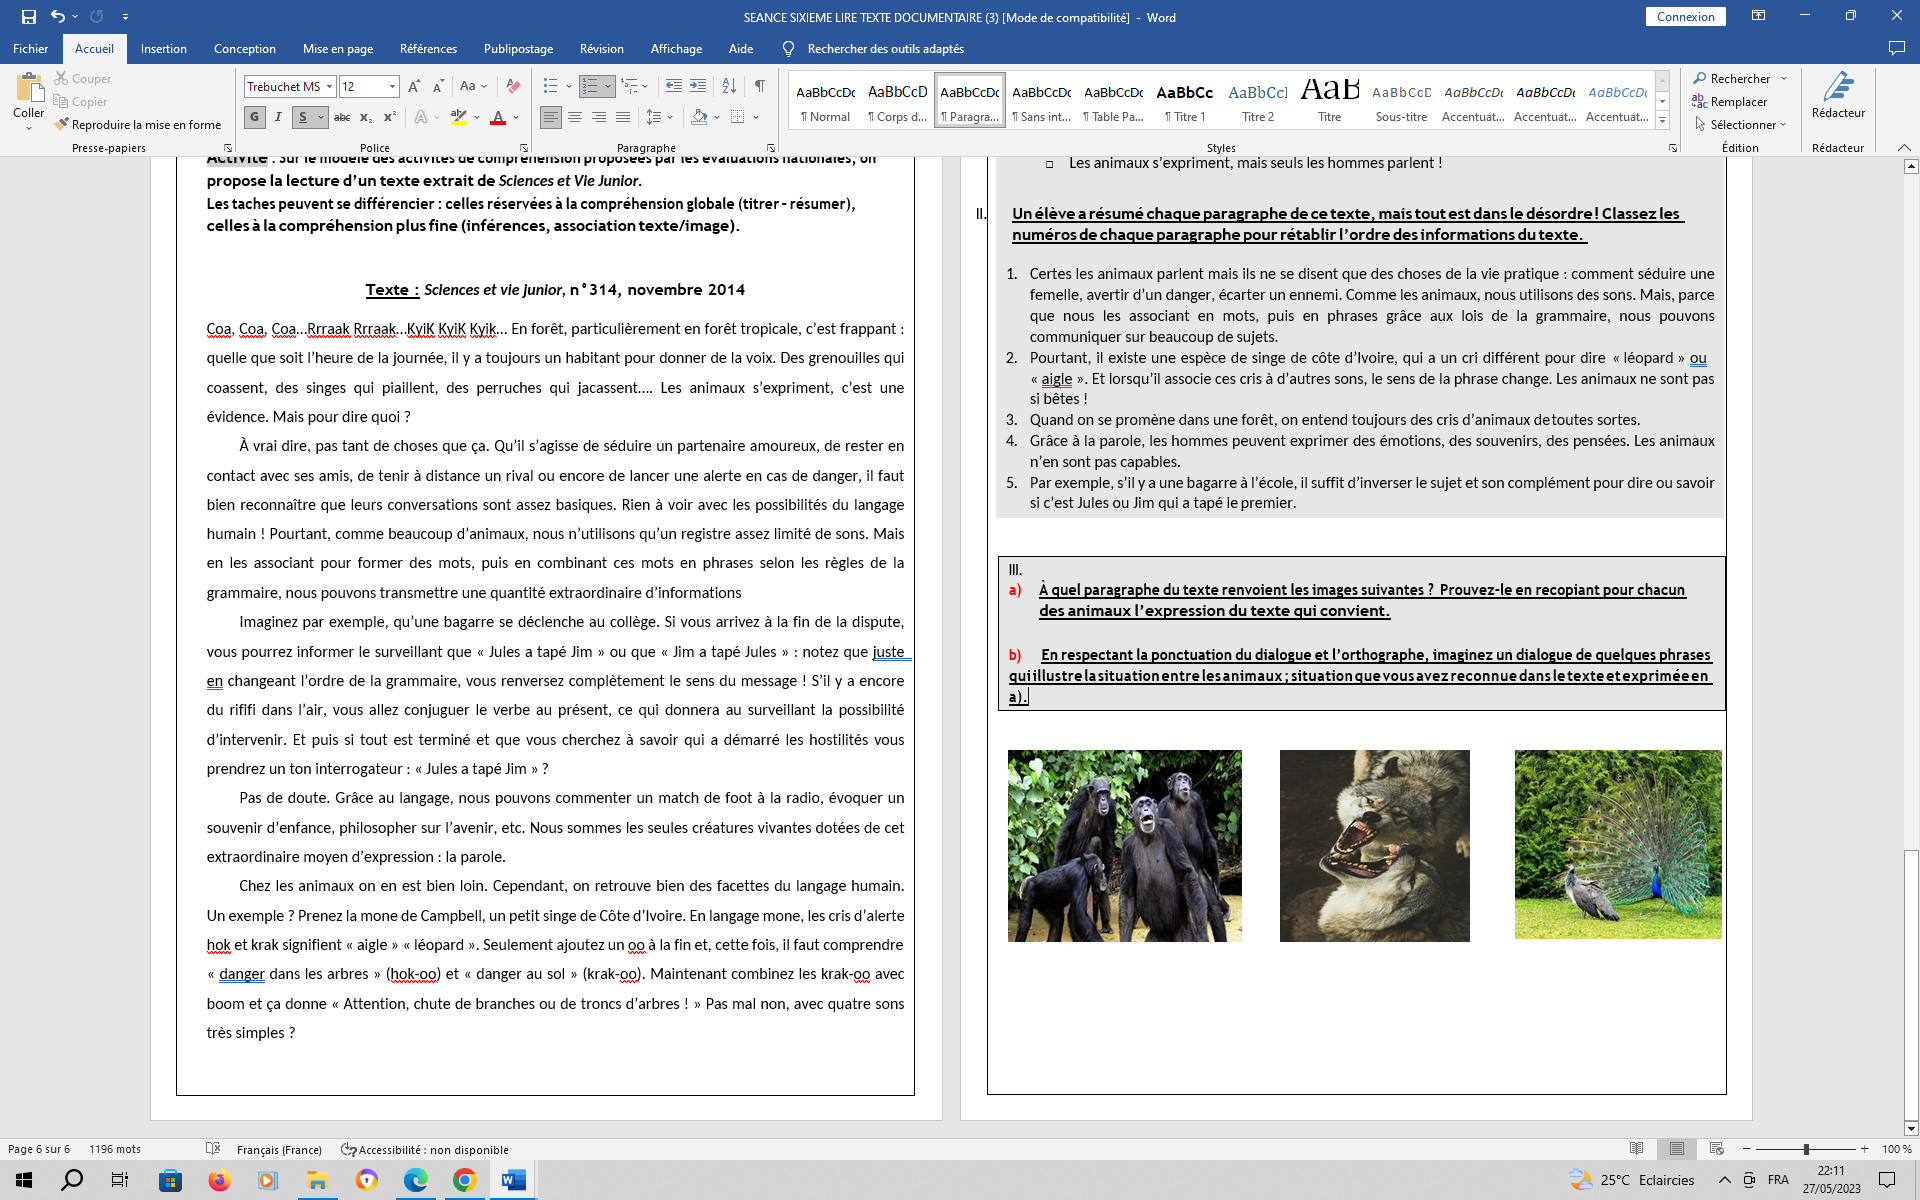 SEANCE SIXIEME LIRE TEXTE DOCUMENTAIRE (3) [Mode de compatibilité] - Word
Connexion
Fichier
Accueil
Insertion
Conception
Mise en page
Références
Publipostage
Révision
Affichage
Aide
Rechercher des outils adaptés
Coller
Couper
Copier
Reproduire la mise en forme
Presse-papiers
Trebuchet MS
12
Aa
G I S abc x₂ x²
Police
Paragraphe
AaBbCcDc
¶ Normal
AaBbCcD
¶ Corps d...
AaBbCcDc
¶ Paragra...
AaBbCcDc
¶ Sans int...
AaBbCcDc
¶ Table Pa...
AaBbCc
¶ Titre 1
AaBbCc
Titre 2
AaB
Titre
AaBbCcD
Sous-titre
AaBbCcDc
Accentuat...
AaBbCcDc
Accentuat...
AaBbCcDc
Accentuat...
Styles
Rechercher
Remplacer
Sélectionner
Édition
Rédacteur
Rédacteur
Activité : Sur le modèle des activités de compréhension proposées par les évaluations nationales, on
propose la lecture d’un texte extrait de Sciences et Vie Junior.
Les taches peuvent se différencier : celles réservées à la compréhension globale (titrer - résumer),
celles à la compréhension plus fine (inférences, association texte/image).
Texte : Sciences et vie junior, n°314, novembre 2014
Coa, Coa, Coa…Rrraak Rrraak…KyiK KyiK Kyik… En forêt, particulièrement en forêt tropicale, c’est frappant :
quelle que soit l’heure de la journée, il y a toujours un habitant pour donner de la voix. Des grenouilles qui
coassent, des singes qui piaillent, des perruches qui jacassent…. Les animaux s’expriment, c’est une
évidence. Mais pour dire quoi ?
À vrai dire, pas tant de choses que ça. Qu’il s’agisse de séduire un partenaire amoureux, de rester en
contact avec ses amis, de tenir à distance un rival ou encore de lancer une alerte en cas de danger, il faut
bien reconnaître que leurs conversations sont assez basiques. Rien à voir avec les possibilités du langage
humain ! Pourtant, comme beaucoup d’animaux, nous n’utilisons qu’un registre assez limité de sons. Mais
en les associant pour former des mots, puis en combinant ces mots en phrases selon les règles de la
grammaire, nous pouvons transmettre une quantité extraordinaire d’informations
Imaginez par exemple, qu’une bagarre se déclenche au collège. Si vous arrivez à la fin de la dispute,
vous pourrez informer le surveillant que « Jules a tapé Jim » ou que « Jim a tapé Jules » : notez que juste
en changeant l’ordre de la grammaire, vous renversez complètement le sens du message ! S’il y a encore
du rififi dans l’air, vous allez conjuguer le verbe au présent, ce qui donnera au surveillant la possibilité
d’intervenir. Et puis si tout est terminé et que vous cherchez à savoir qui a démarré les hostilités vous
prendrez un ton interrogateur : « Jules a tapé Jim » ?
Pas de doute. Grâce au langage, nous pouvons commenter un match de foot à la radio, évoquer un
souvenir d’enfance, philosopher sur l’avenir, etc. Nous sommes les seules créatures vivantes dotées de cet
extraordinaire moyen d’expression : la parole.
Chez les animaux on en est bien loin. Cependant, on retrouve bien des facettes du langage humain.
Un exemple ? Prenez la mone de Campbell, un petit singe de Côte d’Ivoire. En langage mone, les cris d’alerte
hok et krak signifient « aigle » « léopard ». Seulement ajoutez un oo à la fin et, cette fois, il faut comprendre
« danger dans les arbres » (hok-oo) et « danger au sol » (krak-oo). Maintenant combinez les krak-oo avec
boom et ça donne « Attention, chute de branches ou de troncs d’arbres ! » Pas mal non, avec quatre sons
très simples ?
□ Les animaux s’expriment, mais seuls les hommes parlent !
II. Un élève a résumé chaque paragraphe de ce texte, mais tout est dans le désordre ! Classez les
numéros de chaque paragraphe pour rétablir l’ordre des informations du texte.
1. Certes les animaux parlent mais ils ne se disent que des choses de la vie pratique : comment séduire une
femelle, avertir d’un danger, écarter un ennemi. Comme les animaux, nous utilisons des sons. Mais, parce
que nous les associant en mots, puis en phrases grâce aux lois de la grammaire, nous pouvons
communiquer sur beaucoup de sujets.
2. Pourtant, il existe une espèce de singe de côte d’Ivoire, qui a un cri différent pour dire « léopard » ou
« aigle ». Et lorsqu’il associe ces cris à d’autres sons, le sens de la phrase change. Les animaux ne sont pas
si bêtes !
3. Quand on se promène dans une forêt, on entend toujours des cris d’animaux de toutes sortes.
4. Grâce à la parole, les hommes peuvent exprimer des émotions, des souvenirs, des pensées. Les animaux
n’en sont pas capables.
5. Par exemple, s’il y a une bagarre à l’école, il suffit d’inverser le sujet et son complément pour dire ou savoir
si c’est Jules ou Jim qui a tapé le premier.
III.
a) À quel paragraphe du texte renvoient les images suivantes ? Prouvez-le en recopiant pour chacun
des animaux l’expression du texte qui convient.
b) En respectant la ponctuation du dialogue et l’orthographe, imaginez un dialogue de quelques phrases
qui illustre la situation entre les animaux ; situation que vous avez reconnue dans le texte et exprimée en
a).
Page 6 sur 6
1196 mots
Français (France)
Accessibilité : non disponible
100 %
25°C Eclaircies
FRA
22:11
27/05/2023